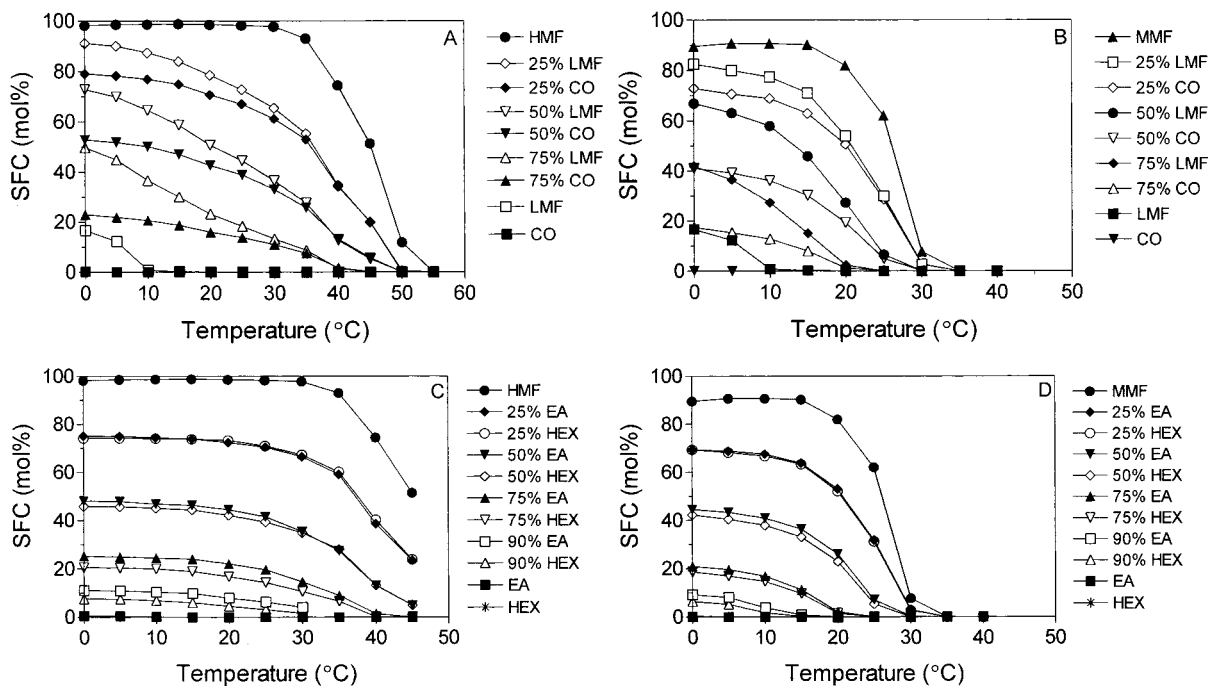 A
SFC (mol%)
100
80
60
40
20
0
0 10 20 30 40 50 60
Temperature (°C)
HMF
25% LMF
25% CO
50% LMF
50% CO
75% LMF
75% CO
LMF
CO
B
SFC (mol%)
100
80
60
40
20
0
0 10 20 30 40 50
Temperature (°C)
MMF
25% LMF
25% CO
50% LMF
50% CO
75% LMF
75% CO
LMF
CO
C
SFC (mol%)
100
80
60
40
20
0
0 10 20 30 40 50
Temperature (°C)
HMF
25% EA
25% HEX
50% EA
50% HEX
75% EA
75% HEX
90% EA
90% HEX
EA
HEX
D
SFC (mol%)
100
80
60
40
20
0
0 10 20 30 40 50
Temperature (°C)
MMF
25% EA
25% HEX
50% EA
50% HEX
75% EA
75% HEX
90% EA
90% HEX
EA
HEX